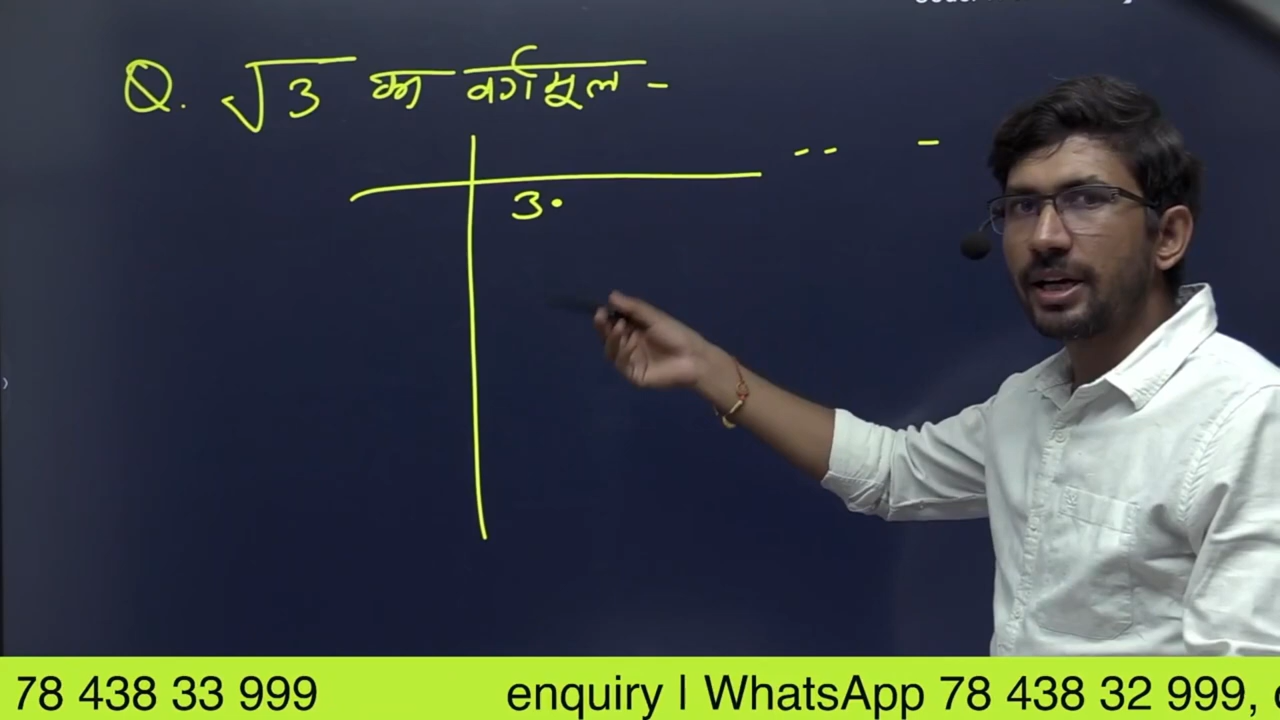 Q. √3 का वर्गमूल -
-- -
3.
78 438 33 999 enquiry | WhatsApp 78 438 32 999,